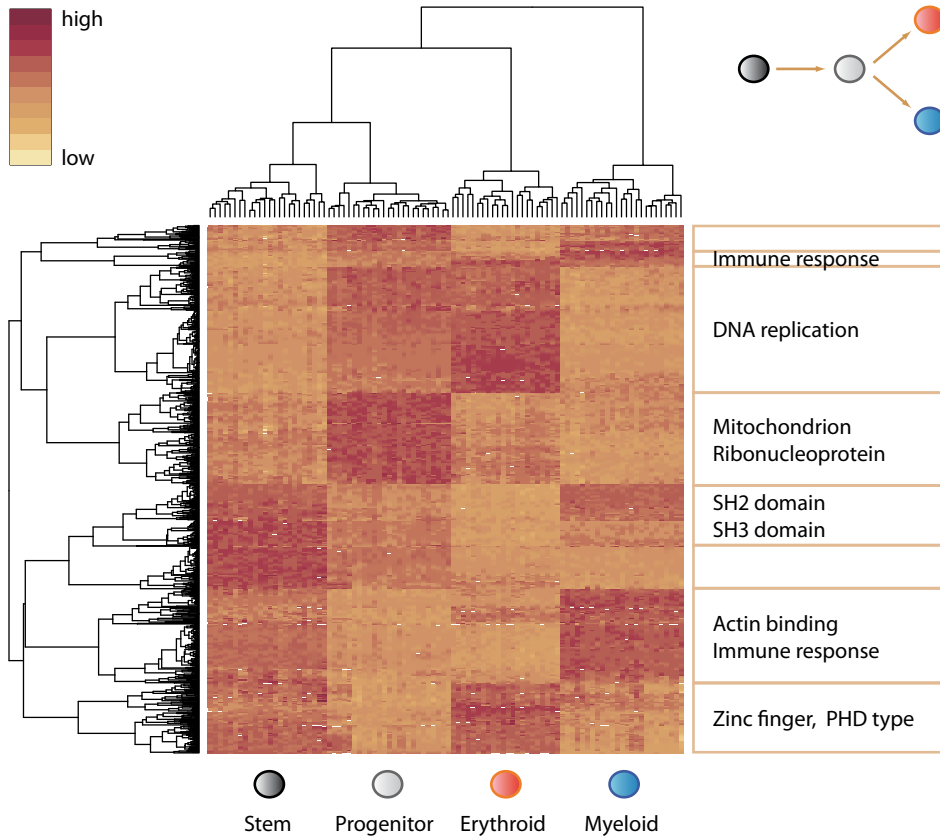 high
low
Immune response
DNA replication
Mitochondrion
Ribonucleoprotein
SH2 domain
SH3 domain
Actin binding
Immune response
Zinc finger, PHD type
Stem Progenitor Erythroid Myeloid